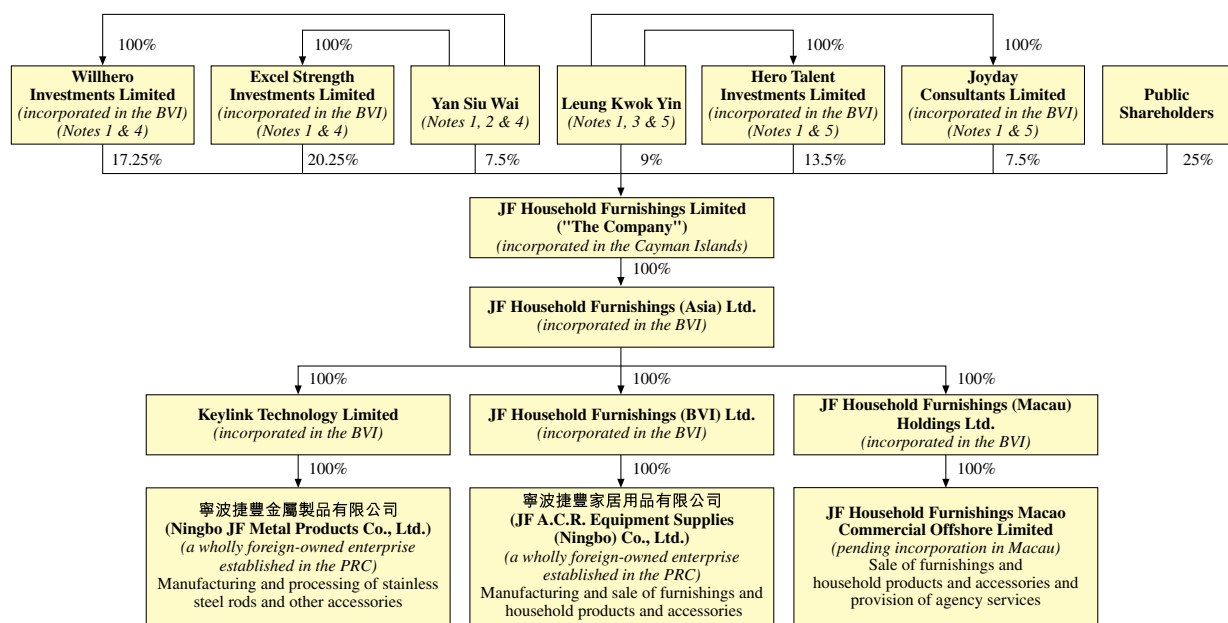 100%
100%
100%
100%
Willhero
Investments Limited
(incorporated in the BVI)
(Notes 1 & 4)
Excel Strength
Investments Limited
(incorporated in the BVI)
(Notes 1 & 4)
Yan Siu Wai
(Notes 1, 2 & 4)
Leung Kwok Yin
(Notes 1, 3 & 5)
Hero Talent
Investments Limited
(incorporated in the BVI)
(Notes 1 & 5)
Joyday
Consultants Limited
(incorporated in the BVI)
(Notes 1 & 5)
Public
Shareholders
17.25%
20.25%
7.5%
9%
13.5%
7.5%
25%
JF Household Furnishings Limited
("The Company")
(incorporated in the Cayman Islands)
100%
JF Household Furnishings (Asia) Ltd.
(incorporated in the BVI)
100%
100%
100%
Keylink Technology Limited
(incorporated in the BVI)
JF Household Furnishings (BVI) Ltd.
(incorporated in the BVI)
JF Household Furnishings (Macau)
Holdings Ltd.
(incorporated in the BVI)
100%
100%
100%
寧波捷豐金屬製品有限公司
(Ningbo JF Metal Products Co., Ltd.)
(a wholly foreign-owned enterprise
established in the PRC)
Manufacturing and processing of stainless
steel rods and other accessories
寧波捷豐家居用品有限公司
(JF A.C.R. Equipment Supplies
(Ningbo) Co., Ltd.)
(a wholly foreign-owned enterprise
established in the PRC)
Manufacturing and sale of furnishings and
household products and accessories
JF Household Furnishings Macao
Commercial Offshore Limited
(pending incorporation in Macau)
Sale of furnishings and
household products and accessories and
provision of agency services